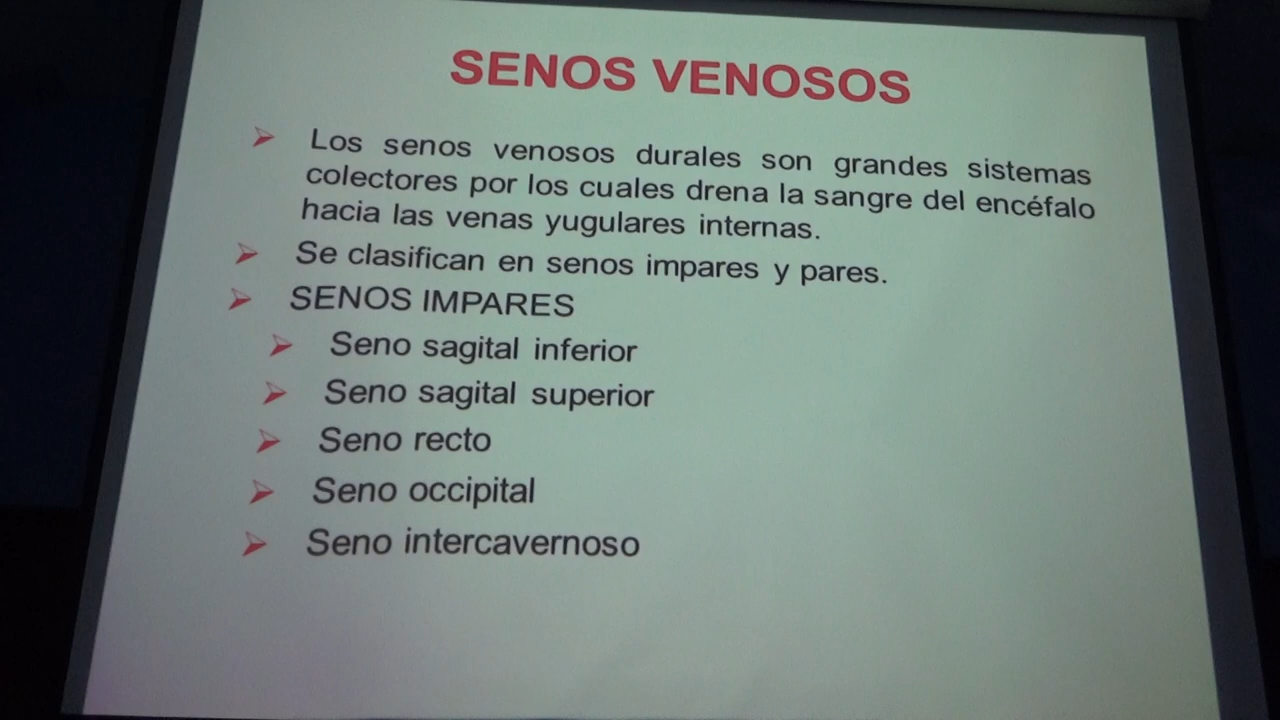 SENOS VENOSOS
Los senos venosos durales son grandes sistemas
colectores por los cuales drena la sangre del encéfalo
hacia las venas yugulares internas.
Se clasifican en senos impares y pares.
SENOS IMPARES
Seno sagital inferior
Seno sagital superior
Seno recto
Seno occipital
Seno intercavernoso